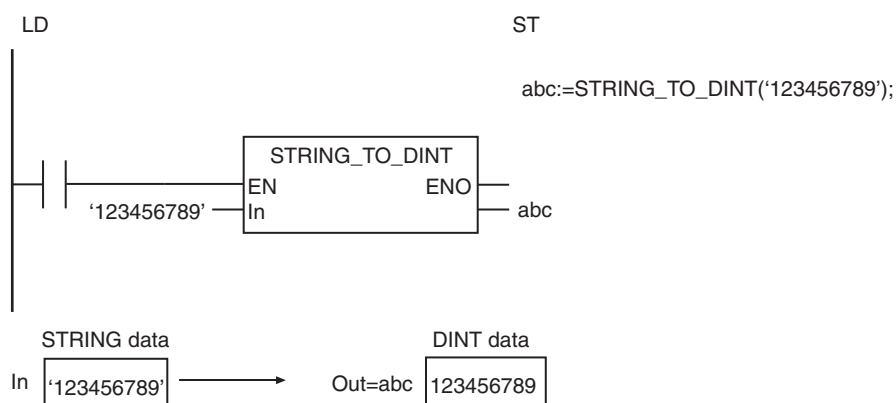 LD
ST
abc:=STRING_TO_DINT(‘123456789’);
STRING_TO_DINT
EN ENO
‘123456789’ In abc
STRING data DINT data
In ‘123456789’ Out=abc 123456789